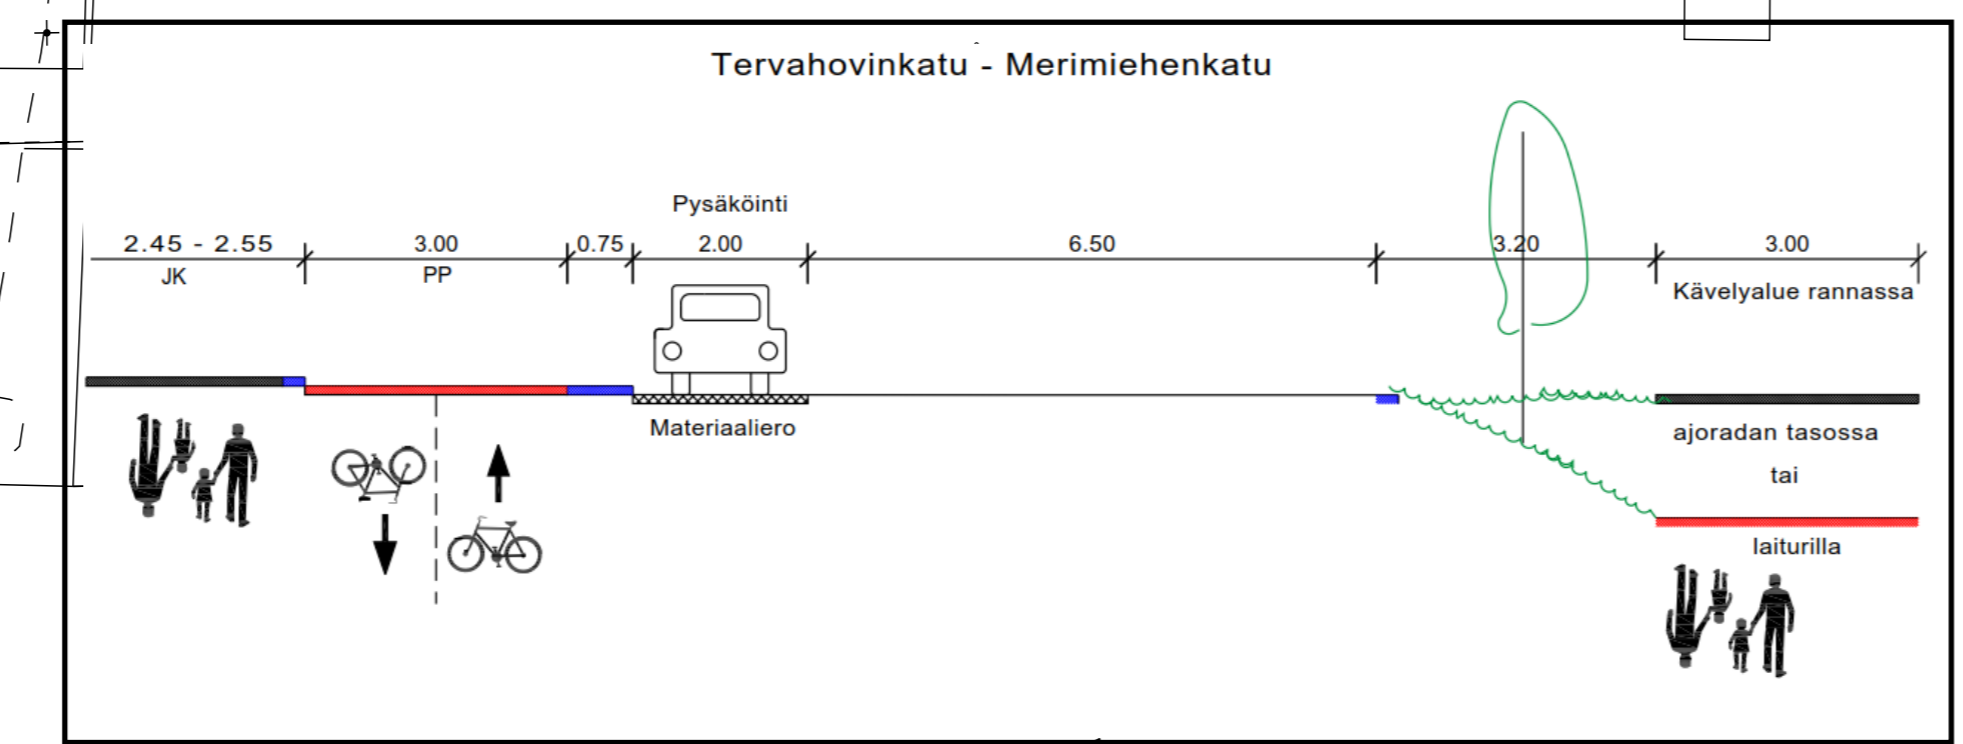 Tervahovinkatu - Merimiehenkatu
Pysäköinti
2.45 - 2.55 3.00 0.75 2.00 6.50 3.20 3.00
JK PP
Kävelyalue rannassa
Materiaaliero
ajoradan tasossa
tai
laiturilla